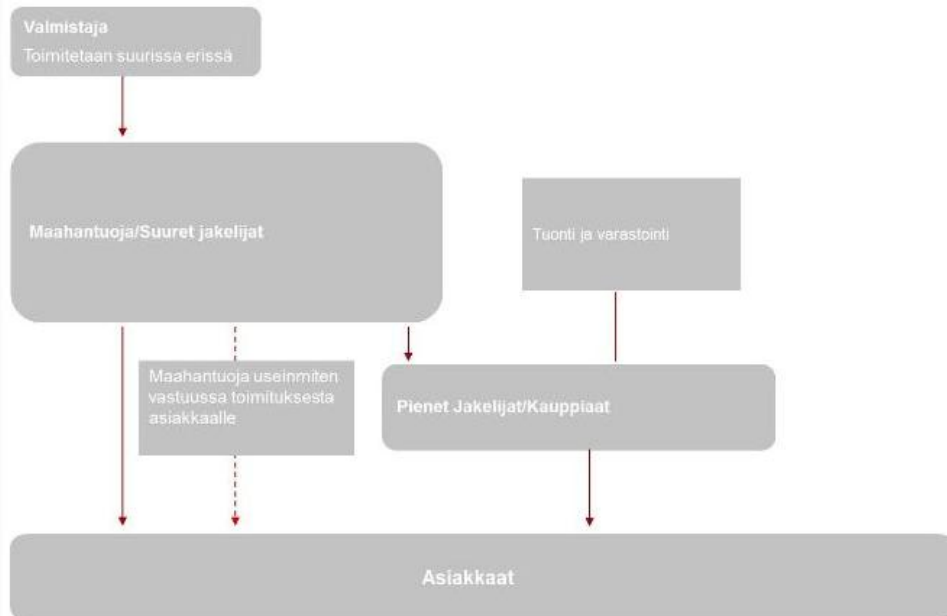 Valmistaja
Toimitetaan suurissa erissä
Maahantuoja/Suuret jakelijat
Tuonti ja varastointi
Maahantuoja useinmiten
vastuussa toimituksesta
asiakkaalle
Pienet Jakelijat/Kauppiaat
Asiakkaat